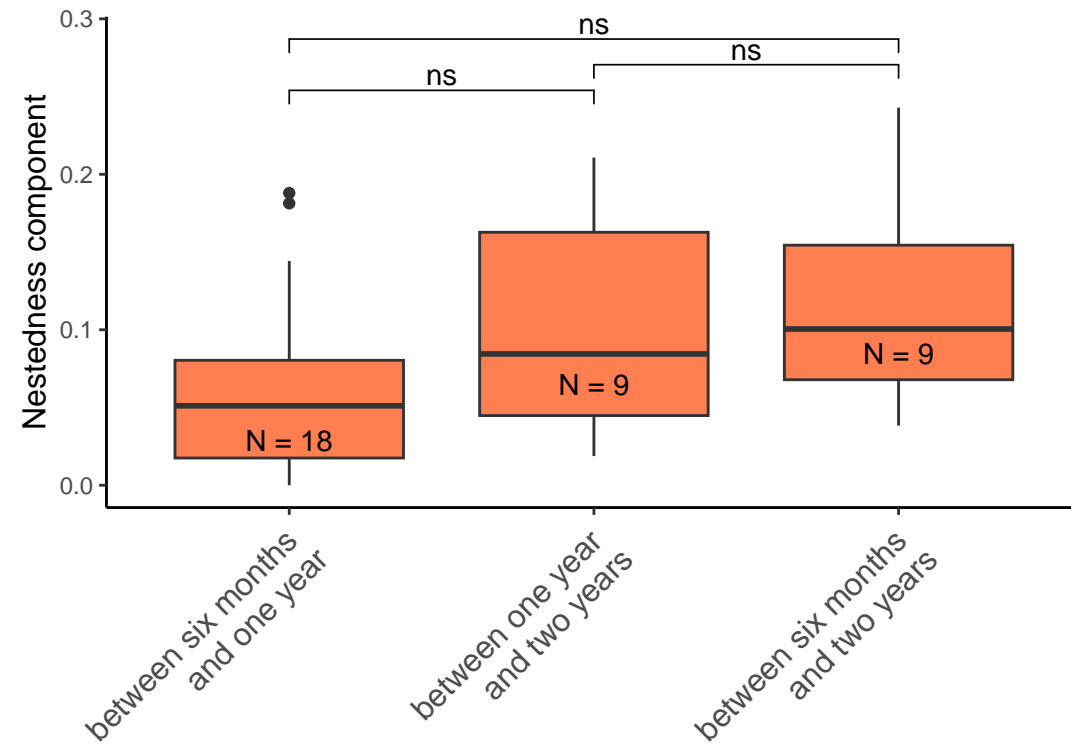 0.3
0.2
0.1
0.0
Nestedness component
ns
ns
ns
N = 18
N = 9
N = 9
between six months
and one year
between one year
and two years
between six months
and two years